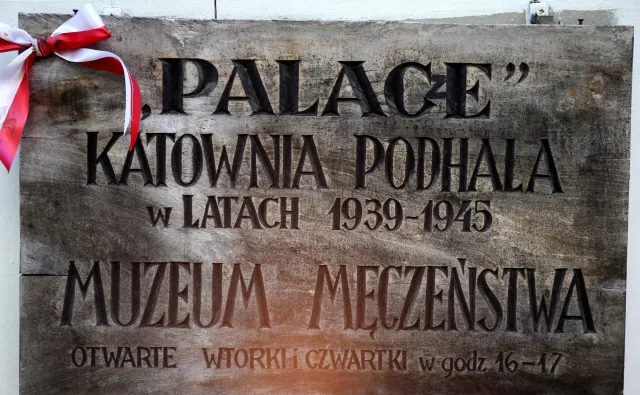 „PALACE”
KATOWNIA PODHALA
w LATACH 1939-1945
MUZEUM MĘCZEŃSTWA
OTWARTE WTORKI i CZWARTKI w godz 16-17